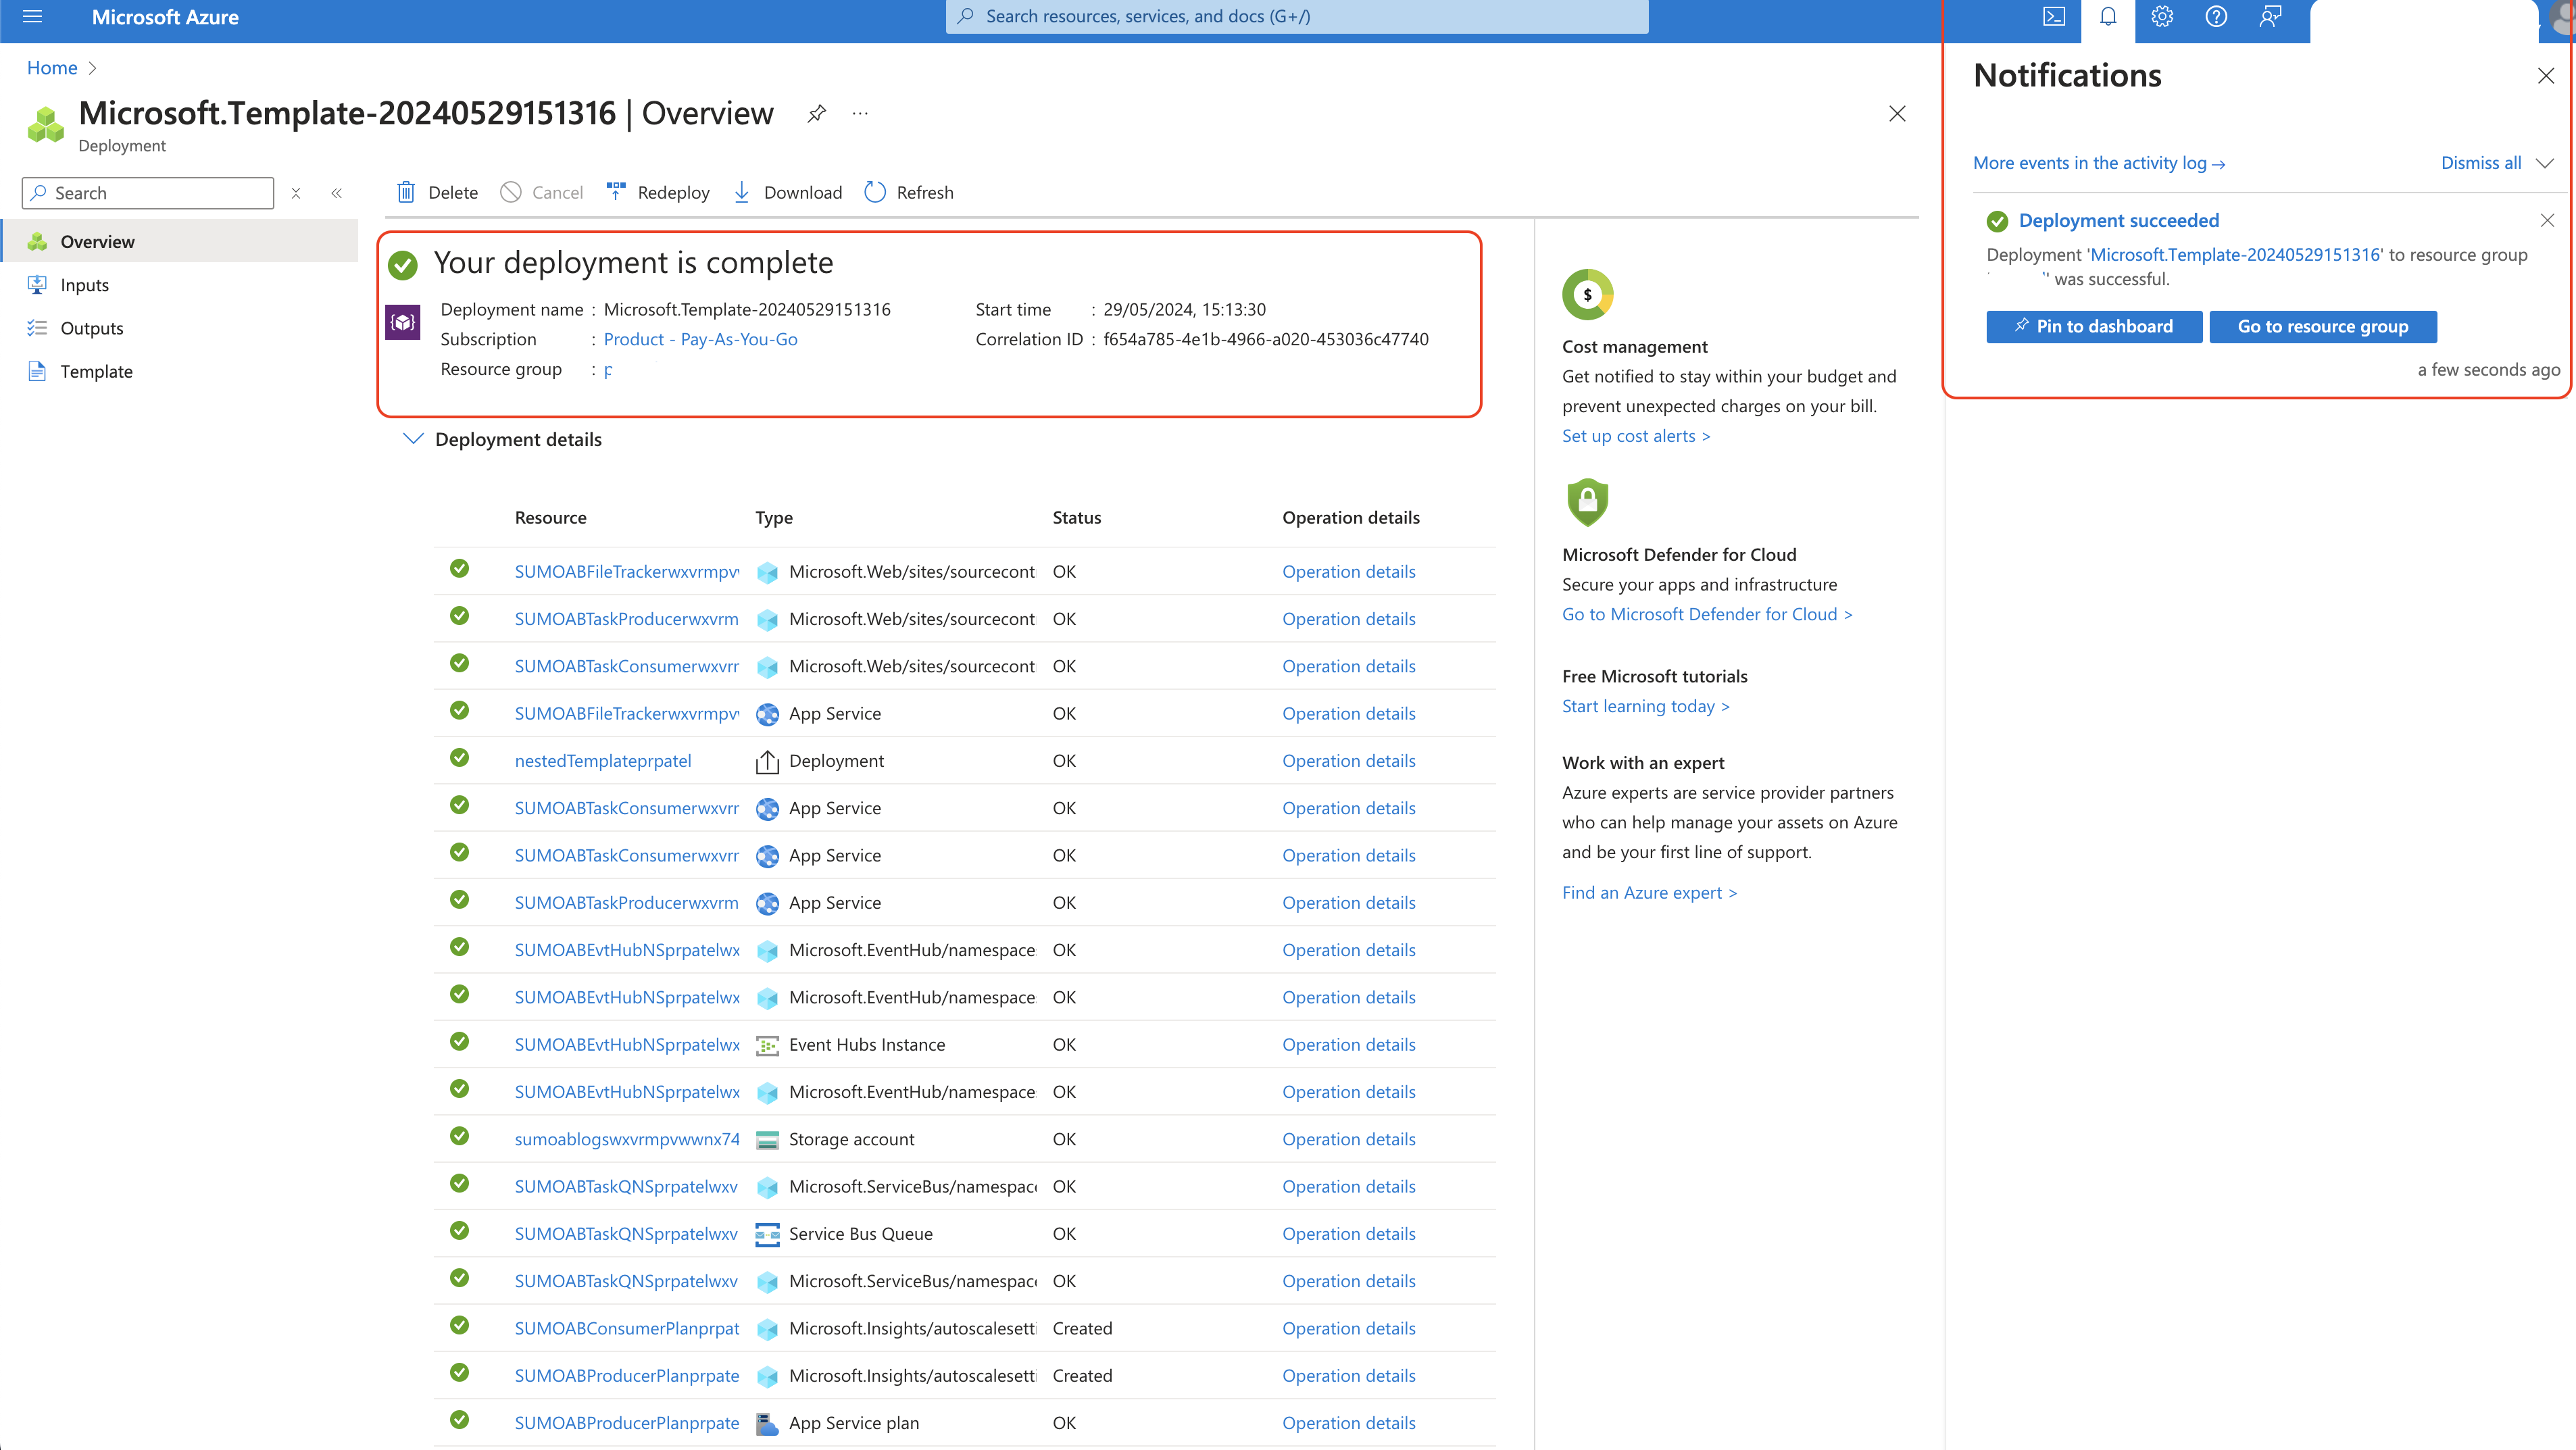 Microsoft Azure
Search resources, services, and docs (G+/)
Home
Microsoft.Template-20240529151316 | Overview
Deployment
Search
Delete
Cancel
Redeploy
Download
Refresh
Overview
Inputs
Outputs
Template
Your deployment is complete
Deployment name : Microsoft.Template-20240529151316
Subscription : Product - Pay-As-You-Go
Resource group : p
Start time : 29/05/2024, 15:13:30
Correlation ID : f654a785-4e1b-4966-a020-453036c47740
Deployment details
Resource Type Status Operation details
SUMOABFileTrackerwxvrmpv Microsoft.Web/sites/sourcecont OK Operation details
SUMOABTaskProducerwxvrm Microsoft.Web/sites/sourcecont OK Operation details
SUMOABTaskConsumerwxvrr Microsoft.Web/sites/sourcecont OK Operation details
SUMOABFileTrackerwxvrmpv App Service OK Operation details
nestedTemplateprpatel Deployment OK Operation details
SUMOABTaskConsumerwxvrr App Service OK Operation details
SUMOABTaskConsumerwxvrr App Service OK Operation details
SUMOABTaskProducerwxvrm App Service OK Operation details
SUMOABEvtHubNSprpatelwx Microsoft.EventHub/namespace OK Operation details
SUMOABEvtHubNSprpatelwx Microsoft.EventHub/namespace OK Operation details
SUMOABEvtHubNSprpatelwx Event Hubs Instance OK Operation details
SUMOABEvtHubNSprpatelwx Microsoft.EventHub/namespace OK Operation details
sumoablogswxvrmpvwwnx74 Storage account OK Operation details
SUMOABTaskQNSprpatelwxv Microsoft.ServiceBus/namespac OK Operation details
SUMOABTaskQNSprpatelwxv Service Bus Queue OK Operation details
SUMOABTaskQNSprpatelwxv Microsoft.ServiceBus/namespac OK Operation details
SUMOABConsumerPlanprpat Microsoft.Insights/autoscalesetti Created Operation details
SUMOABProducerPlanprpate Microsoft.Insights/autoscalesetti Created Operation details
SUMOABProducerPlanprpate App Service plan OK Operation details
Cost management
Get notified to stay within your budget and
prevent unexpected charges on your bill.
Set up cost alerts >
Microsoft Defender for Cloud
Secure your apps and infrastructure
Go to Microsoft Defender for Cloud >
Free Microsoft tutorials
Start learning today >
Work with an expert
Azure experts are service provider partners
who can help manage your assets on Azure
and be your first line of support.
Find an Azure expert >
Notifications
More events in the activity log →
Dismiss all
Deployment succeeded
Deployment 'Microsoft.Template-20240529151316' to resource group
' was successful.
Pin to dashboard
Go to resource group
a few seconds ago